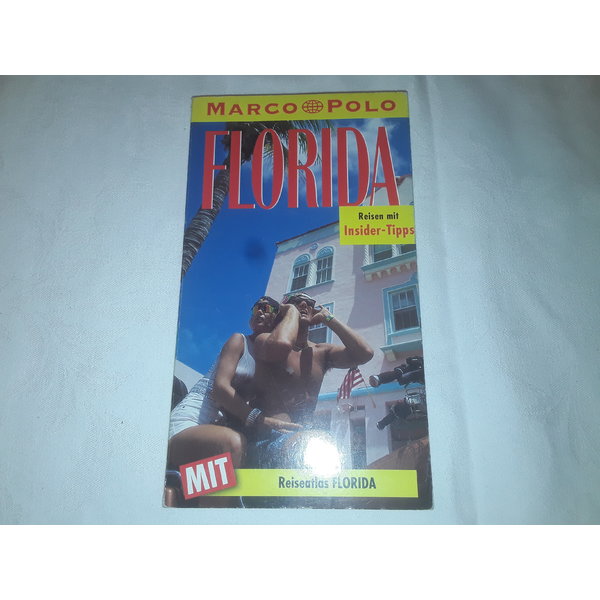 MARCO POLO
FLORIDA
Reisen mit
Insider-Tipps
MIT
Reiseatlas FLORIDA